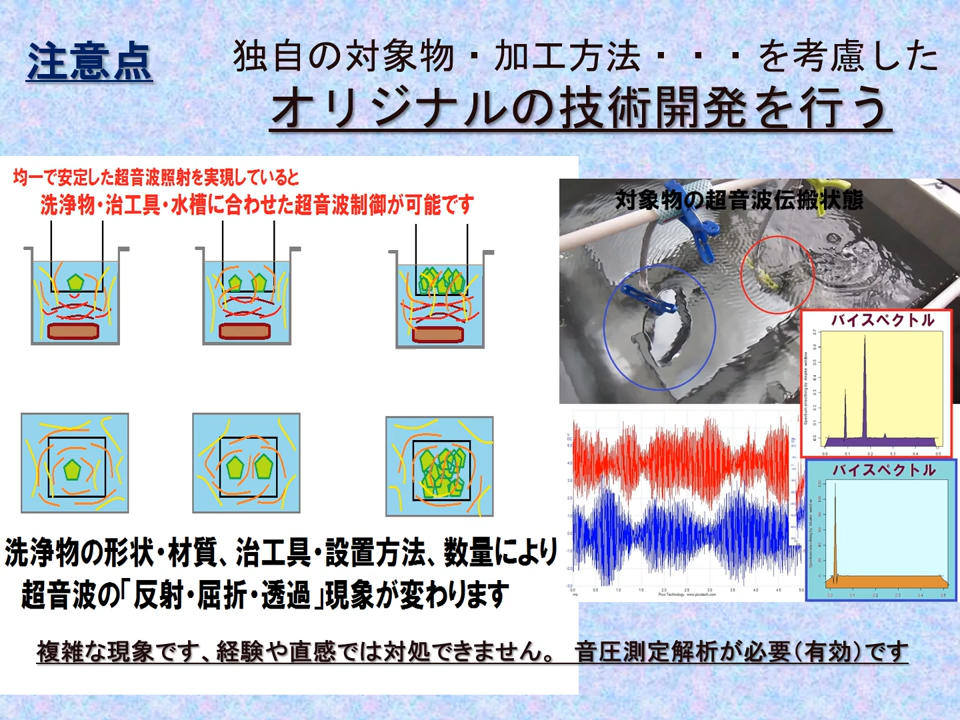 注意点
独自の対象物・加工方法・・・を考慮した
オリジナルの技術開発を行う
均一で安定した超音波照射を実現していると
洗浄物・治工具・水槽に合わせた超音波制御が可能です
対象物の超音波伝搬状態
バイスペクトル
バイスペクトル
洗浄物の形状・材質、治工具・設置方法、数量により
超音波の「反射・屈折・透過」現象が変わります
複雑な現象です、経験や直感では対処できません。 音圧測定解析が必要(有効)です